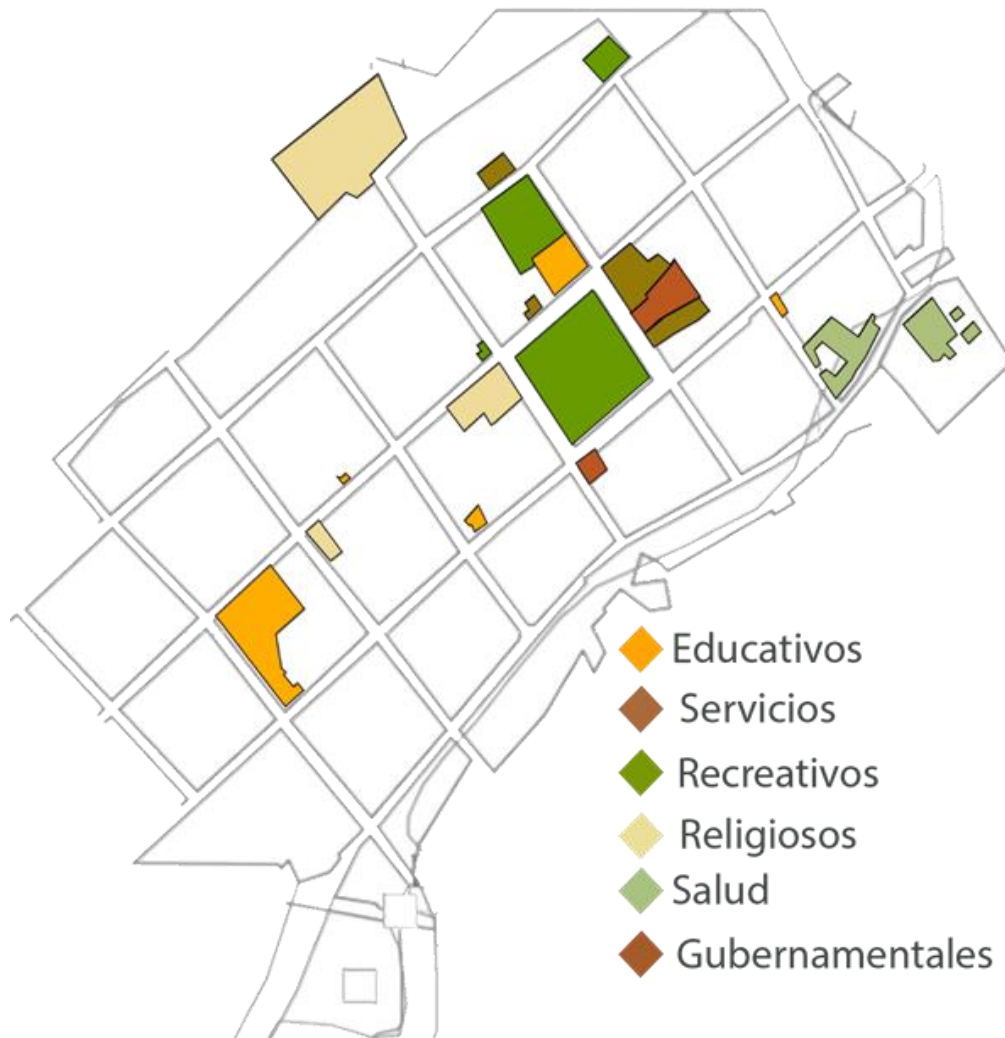 Educativos
Servicios
Recreativos
Religiosos
Salud
Gubernamentales